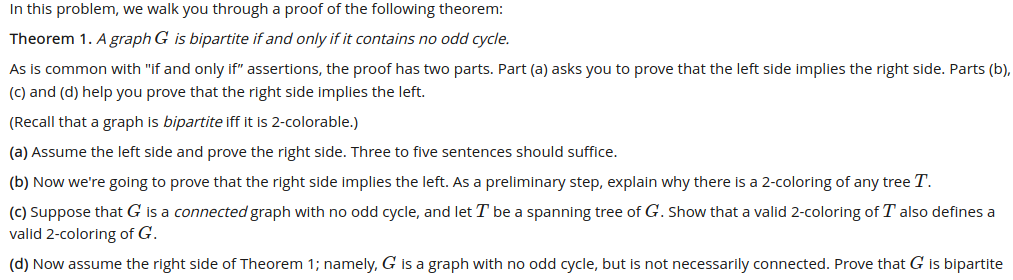 In this problem, we walk you through a proof of the following theorem:
Theorem 1. A graph G is bipartite if and only if it contains no odd cycle.
As is common with "if and only if” assertions, the proof has two parts. Part (a) asks you to prove that the left side implies the right side. Parts (b),
(c) and (d) help you prove that the right side implies the left.
(Recall that a graph is bipartite iff it is 2-colorable.)
(a) Assume the left side and prove the right side. Three to five sentences should suffice.
(b) Now we're going to prove that the right side implies the left. As a preliminary step, explain why there is a 2-coloring of any tree T.
(c) Suppose that G is a connected graph with no odd cycle, and let T be a spanning tree of G. Show that a valid 2-coloring of T also defines a
valid 2-coloring of G.
(d) Now assume the right side of Theorem 1; namely, G is a graph with no odd cycle, but is not necessarily connected. Prove that G is bipartite